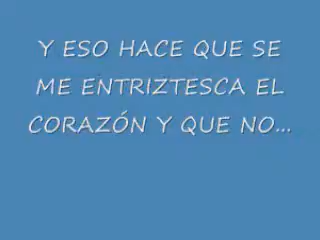 Y ESO HACE QUE SE
ME ENTRIZTESCA EL
CORAZÓN Y QUE NO...